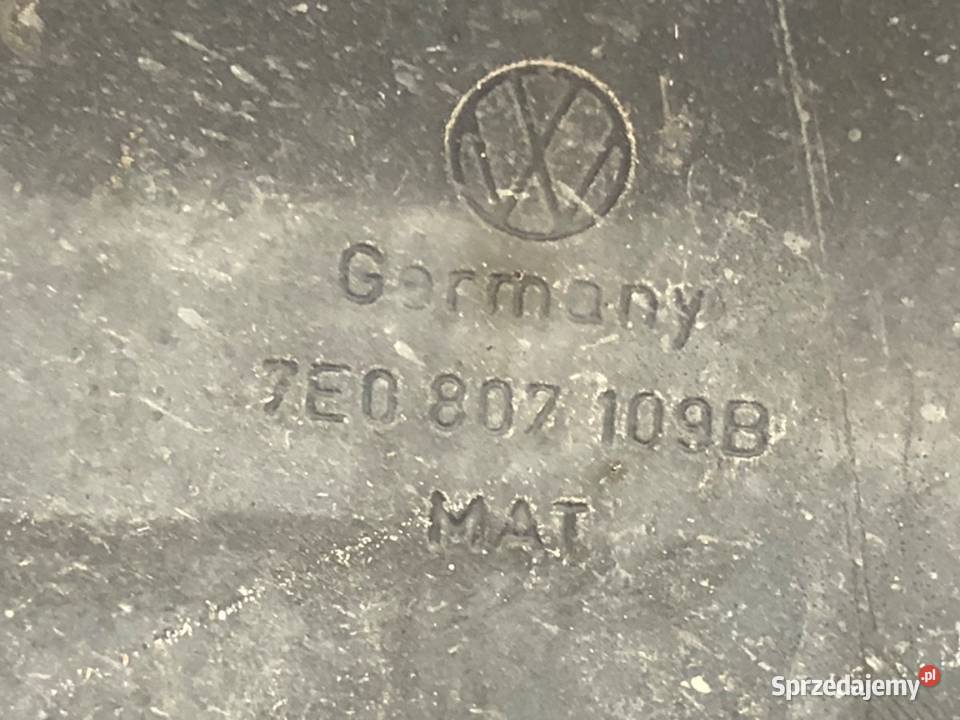 Germany
7E0 807 109B
MAT
Sprzedajemy.pl